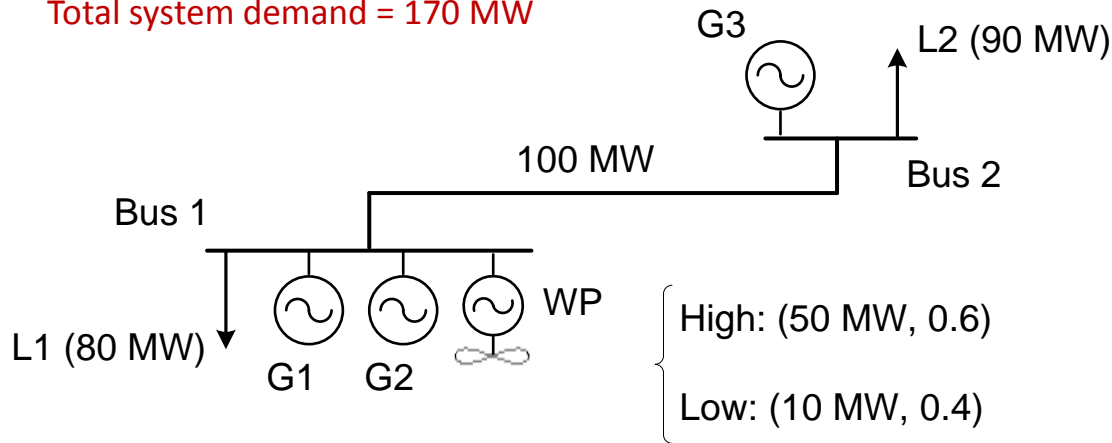 Total system demand = 170 MW
G3
L2 (90 MW)
100 MW
Bus 2
Bus 1
WP
High: (50 MW, 0.6)
L1 (80 MW)
G1
G2
Low: (10 MW, 0.4)